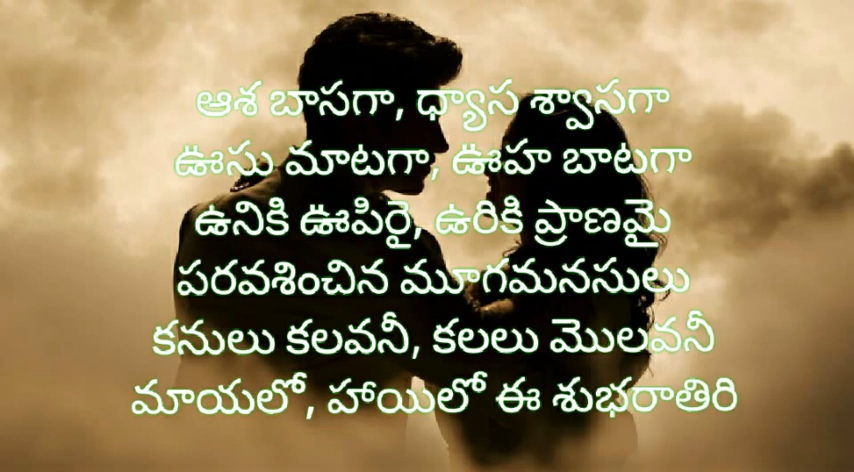 ఆశ బాసగా, ధ్యాస శ్వాసగా
ఊసు మాటగా, ఊహ బాటగా
ఉనికి ఊపిరై, ఉరికి ప్రాణమై
పరవశించిన మూగమనసులు
కనులు కలవనీ, కలలు మొలవనీ
మాయలో, హాయిలో ఈ శుభరాతిరి